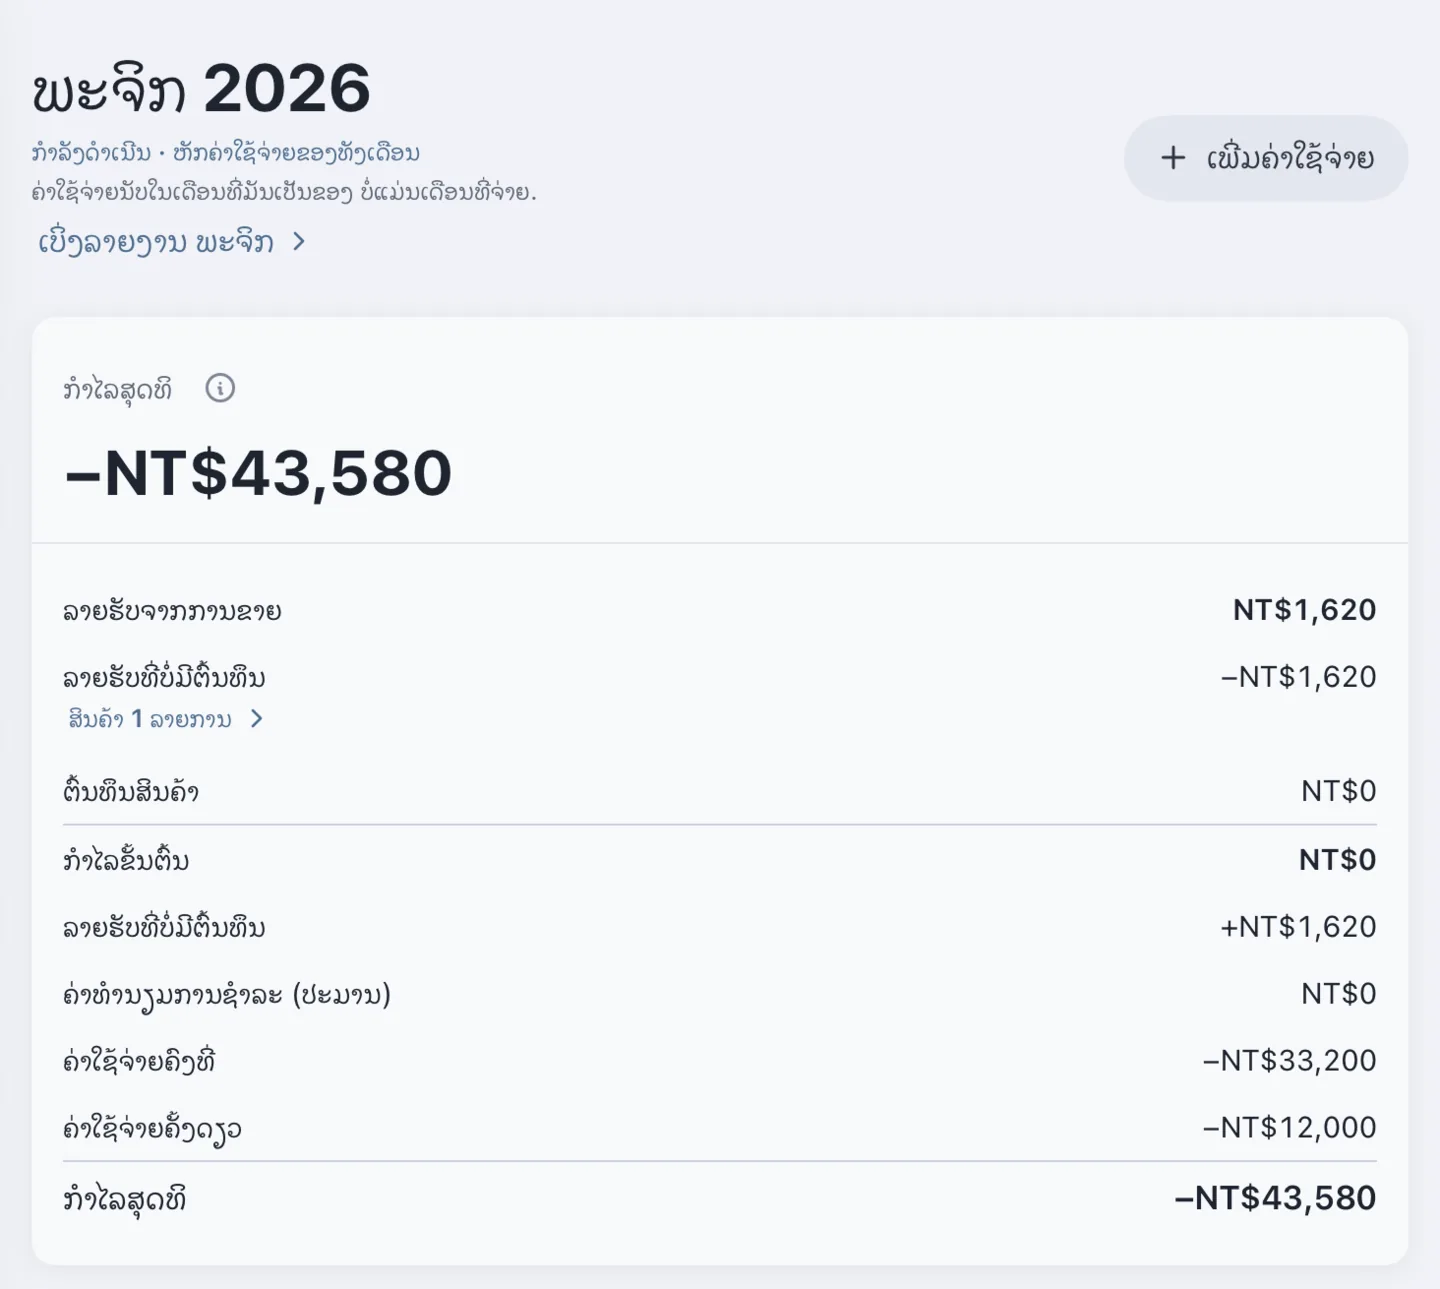 ພະຈິກ 2026
ກຳລັງດຳເນີນ · ຫັກຄ່າໃຊ້ຈ່າຍຂອງທັງເດືອນ
ຄ່າໃຊ້ຈ່າຍນັບໃນເດືອນທີ່ມັນເປັນຂອງ ບໍ່ແມ່ນເດືອນທີ່ຈ່າຍ.
ເບິ່ງລາຍງານ ພະຈິກ
+ ເພີ່ມຄ່າໃຊ້ຈ່າຍ
ກຳໄລສຸດທິ
–NT$43,580
ລາຍຮັບຈາກການຂາຍ NT$1,620
ລາຍຮັບທີ່ບໍ່ມີຕົ້ນທຶນ –NT$1,620
ສິນຄ້າ 1 ລາຍການ
ຕົ້ນທຶນສິນຄ້າ NT$0
ກຳໄລຂັ້ນຕົ້ນ NT$0
ລາຍຮັບທີ່ບໍ່ມີຕົ້ນທຶນ +NT$1,620
ຄ່າທຳນຽມການຊຳລະ (ປະມານ) NT$0
ຄ່າໃຊ້ຈ່າຍຄົງທີ່ –NT$33,200
ຄ່າໃຊ້ຈ່າຍຄັ້ງດຽວ –NT$12,000
ກຳໄລສຸດທິ –NT$43,580